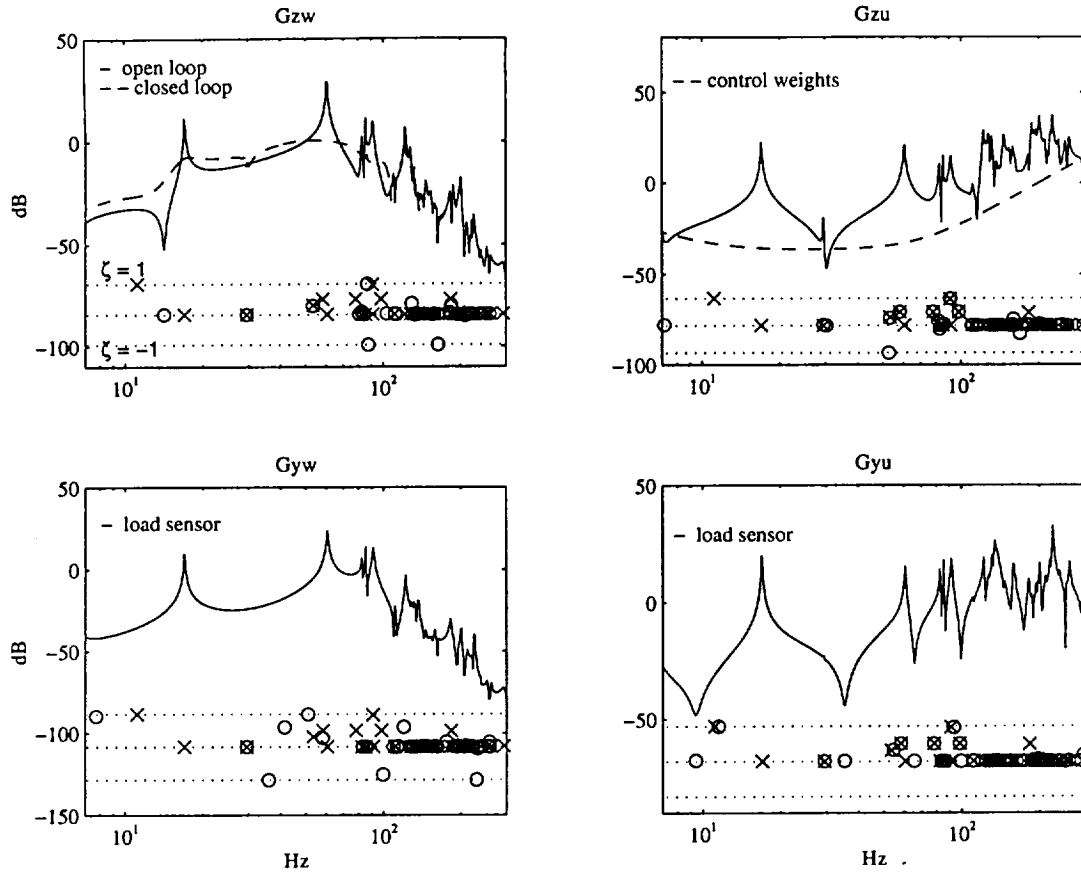 Gzw
50
0
−50
−100
dB
– open loop
– – closed loop
ζ = 1
ζ = −1
10¹
10²
Gzu
50
0
−50
−100
– – control weights
10¹
10²
Gyw
50
0
−50
−100
−150
dB
– load sensor
10¹
10²
Hz
Gyu
50
0
−50
– load sensor
10¹
10²
Hz